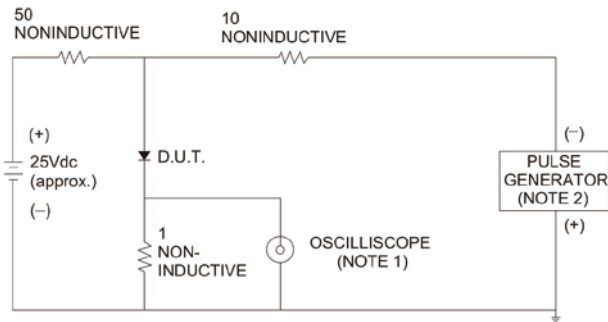 50
NONINDUCTIVE
10
NONINDUCTIVE
(+)
25Vdc
(approx.)
(−)
D.U.T.
1
NON-
INDUCTIVE
OSCILLISCOPE
(NOTE 1)
(−)
PULSE
GENERATOR
(NOTE 2)
(+)